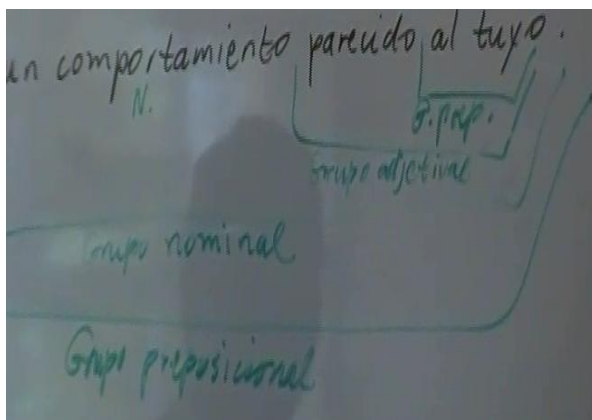 un comportamiento parecido al tuyo.
N.
G. prep.
Grupo adjetival
Grupo nominal
Grupo preposicional